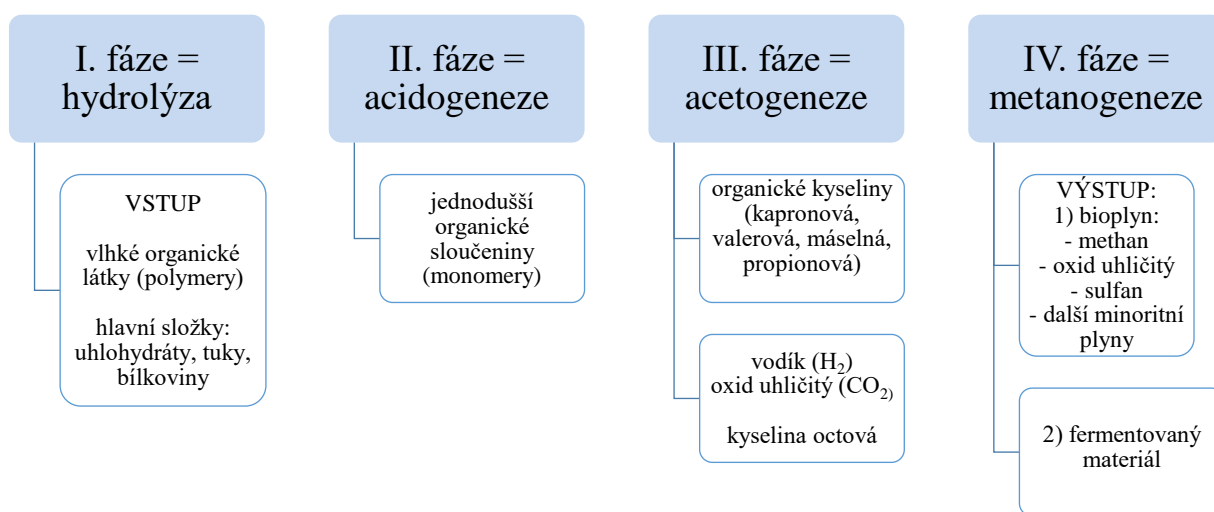 I. fáze =
hydrolýza
VSTUP
vlhké organické
látky (polymery)
hlavní složky:
uhlohydráty, tuky,
bílkoviny
II. fáze =
acidogeneze
jednodušší
organické
sloučeniny
(monomery)
III. fáze =
acetogeneze
organické kyseliny
(kapronová,
valerová, máselná,
propionová)
vodík (H₂)
oxid uhličitý (CO₂₎
kyselina octová
IV. fáze =
metanogeneze
VÝSTUP:
1) bioplyn:
- methan
- oxid uhličitý
- sulfan
- další minoritní
plyny
2) fermentovaný
materiál